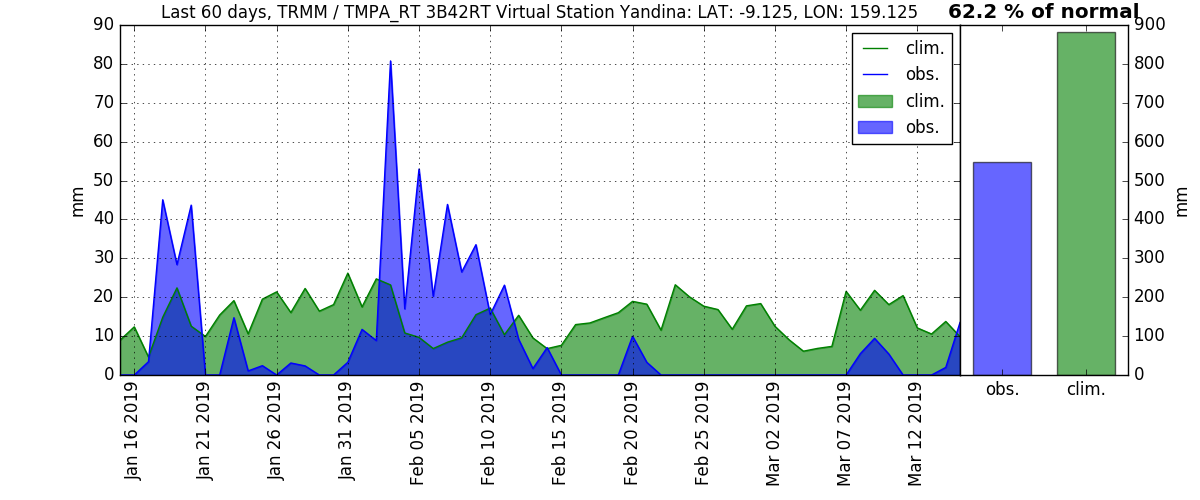 Last 60 days, TRMM / TMPA_RT 3B42RT Virtual Station Yandina: LAT: -9.125, LON: 159.125
62.2 % of normal
90
80
70
60
50
40
30
20
10
0
mm
clim.
obs.
clim.
obs.
900
800
700
600
500
400
300
200
100
0
mm
obs.
clim.
Jan 16 2019
Jan 21 2019
Jan 26 2019
Jan 31 2019
Feb 05 2019
Feb 10 2019
Feb 15 2019
Feb 20 2019
Feb 25 2019
Mar 02 2019
Mar 07 2019
Mar 12 2019